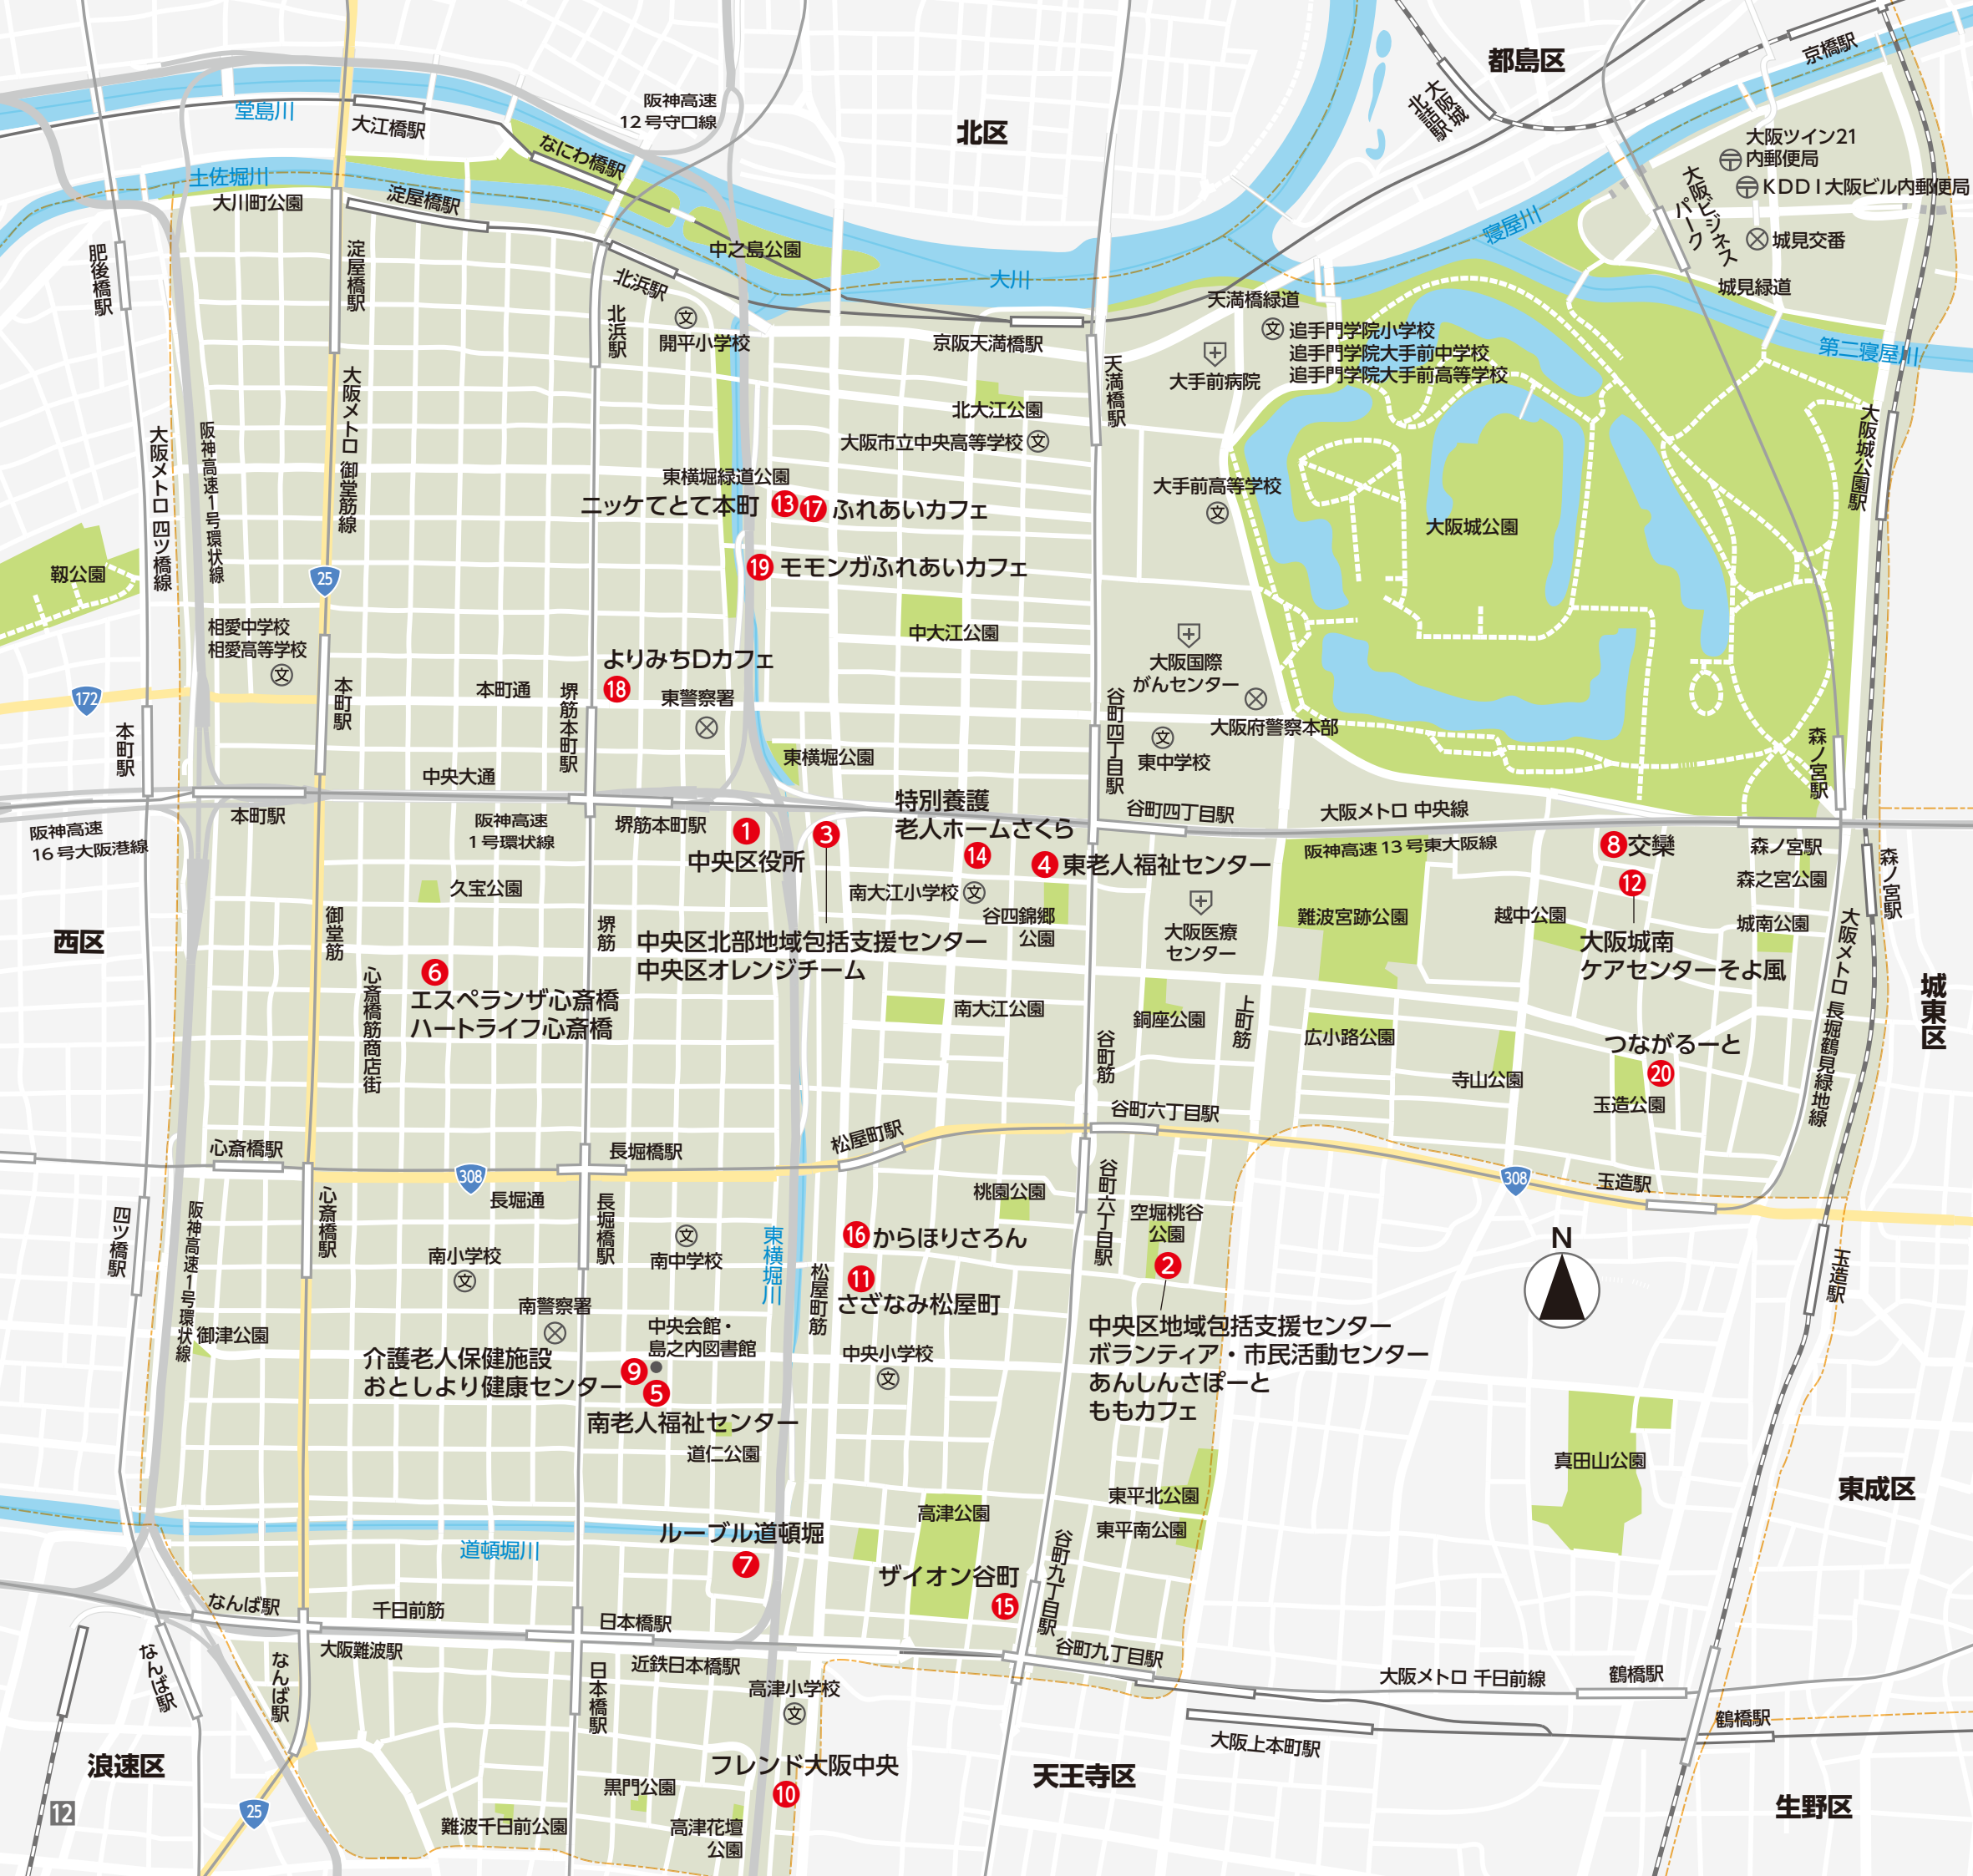 都島区
京橋駅
大阪城
北詰駅
北区
阪神高速
12号守口線
堂島川
大江橋駅
なにわ橋駅
大阪ツイン21
内郵便局
KDDI大阪ビル内郵便局
大阪ビジネス
パーク
城見交番
城見緑道
土佐堀川
大川町公園
淀屋橋駅
中之島公園
大川
寝屋川
第二寝屋川
肥後橋駅
淀屋橋駅
北浜駅
北浜駅
開平小学校
文
京阪天満橋駅
天満橋駅
天満橋緑道
文
追手門学院小学校
追手門学院大手前中学校
追手門学院大手前高等学校
大手前病院
大阪メトロ 四ツ橋線
阪神高速1号環状線
大阪メトロ 御堂筋線
北大江公園
大阪市立中央高等学校
文
大阪城公園駅
東横堀緑道公園
ニッケてとて本町
13
17
ふれあいカフェ
大手前高等学校
文
大阪城公園
靱公園
25
19
モモンガふれあいカフェ
相愛中学校
相愛高等学校
文
中大江公園
大阪国際
がんセンター
よりみちDカフェ
18
東警察署
172
本町駅
本町駅
本町通
堺筋本町駅
谷町四丁目駅
大阪府警察本部
文
東中学校
森ノ宮駅
中央大通
東横堀公園
本町駅
阪神高速
16号大阪港線
阪神高速
1号環状線
堺筋本町駅
1
中央区役所
3
特別養護
老人ホームさくら
14
4
東老人福祉センター
谷町四丁目駅
大阪メトロ 中央線
阪神高速13号東大阪線
8
交欒
12
森ノ宮駅
森ノ宮駅
森之宮公園
久宝公園
南大江小学校
文
谷四錦郷
公園
大阪医療
センター
難波宮跡公園
越中公園
城南公園
西区
御堂筋
堺筋
中央区北部地域包括支援センター
中央区オレンジチーム
大阪城南
ケアセンターそよ風
大阪メトロ 長堀鶴見緑地線
城東区
心斎橋筋商店街
6
エスペランザ心斎橋
ハートライフ心斎橋
南大江公園
谷町筋
銅座公園
上町筋
広小路公園
つながるーと
20
寺山公園
玉造公園
心斎橋駅
長堀橋駅
松屋町駅
谷町六丁目駅
308
長堀通
308
玉造駅
四ツ橋駅
阪神高速1号環状線
心斎橋駅
長堀橋駅
桃園公園
谷町六丁目駅
空堀桃谷
公園
2
文
南中学校
東横堀川
16
からほりさろん
南小学校
文
松屋町筋
11
さざなみ松屋町
N
玉造駅
南警察署
御津公園
中央会館・
島之内図書館
中央小学校
文
中央区地域包括支援センター
ボランティア・市民活動センター
あんしんさぽーと
ももカフェ
介護老人保健施設
おとしより健康センター
9
5
南老人福祉センター
道仁公園
真田山公園
東成区
高津公園
東平北公園
東平南公園
道頓堀川
ルーブル道頓堀
7
ザイオン谷町
15
谷町九丁目駅
なんば駅
千日前筋
日本橋駅
大阪難波駅
なんば駅
なんば駅
近鉄日本橋駅
日本橋駅
谷町九丁目駅
大阪メトロ 千日前線
鶴橋駅
高津小学校
文
鶴橋駅
大阪上本町駅
浪速区
フレンド大阪中央
10
天王寺区
生野区
黒門公園
12
25
難波千日前公園
高津花壇
公園